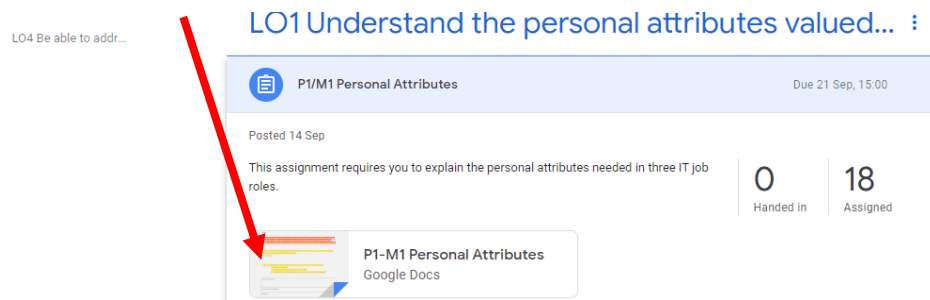 LO1 Understand the personal attributes valued...
LO4 Be able to addr...
P1/M1 Personal Attributes
Due 21 Sep, 15:00
Posted 14 Sep
This assignment requires you to explain the personal attributes needed in three IT job
roles.
0
18
Handed in
Assigned
P1-M1 Personal Attributes
Google Docs